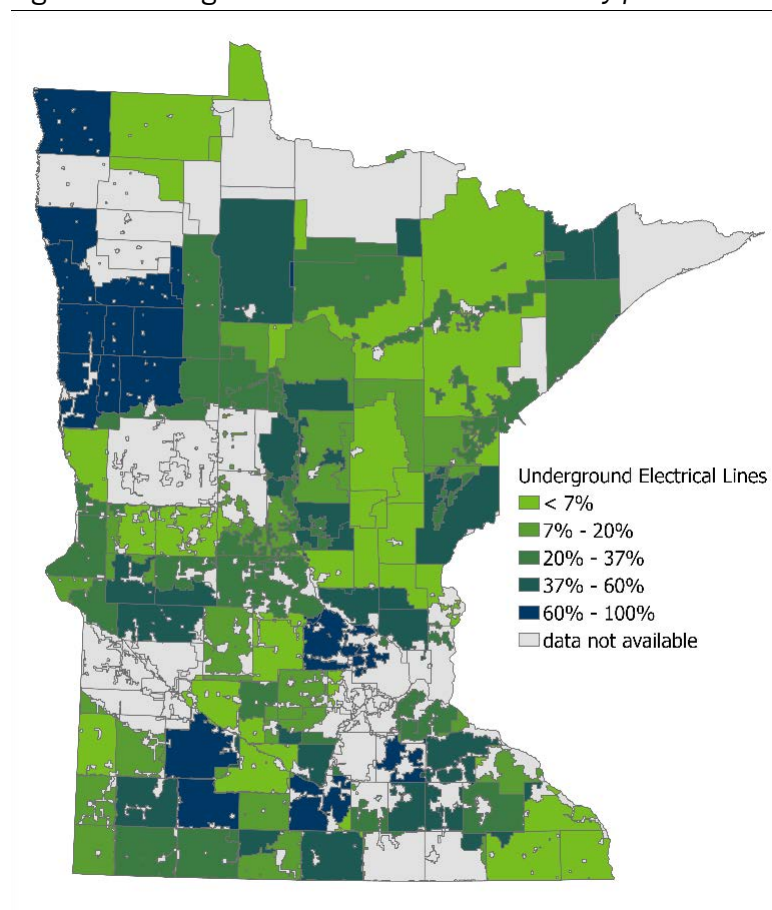 Underground Electrical Lines
< 7%
7% - 20%
20% - 37%
37% - 60%
60% - 100%
data not available